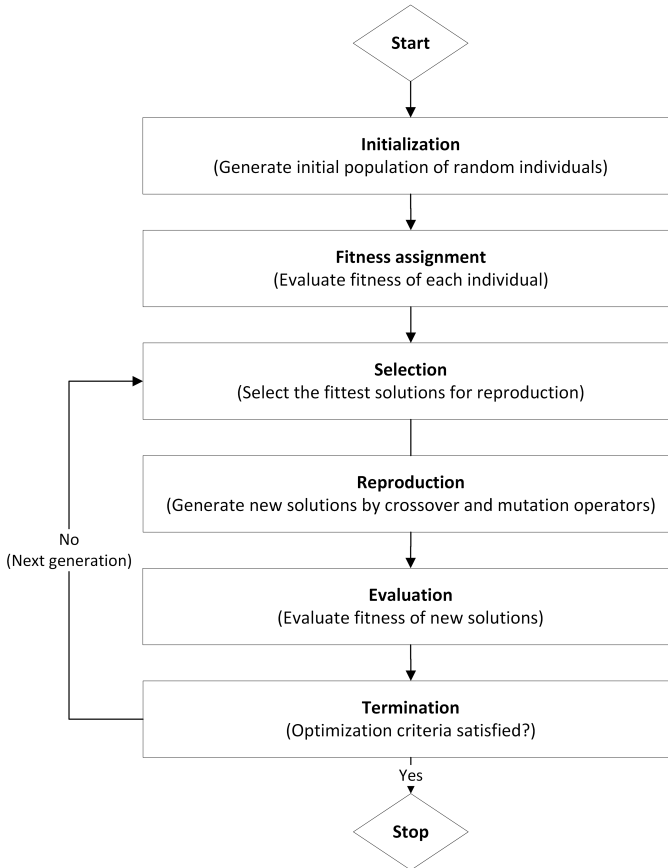 Start
Initialization
(Generate initial population of random individuals)
Fitness assignment
(Evaluate fitness of each individual)
Selection
(Select the fittest solutions for reproduction)
Reproduction
(Generate new solutions by crossover and mutation operators)
No
(Next generation)
Evaluation
(Evaluate fitness of new solutions)
Termination
(Optimization criteria satisfied?)
Yes
Stop